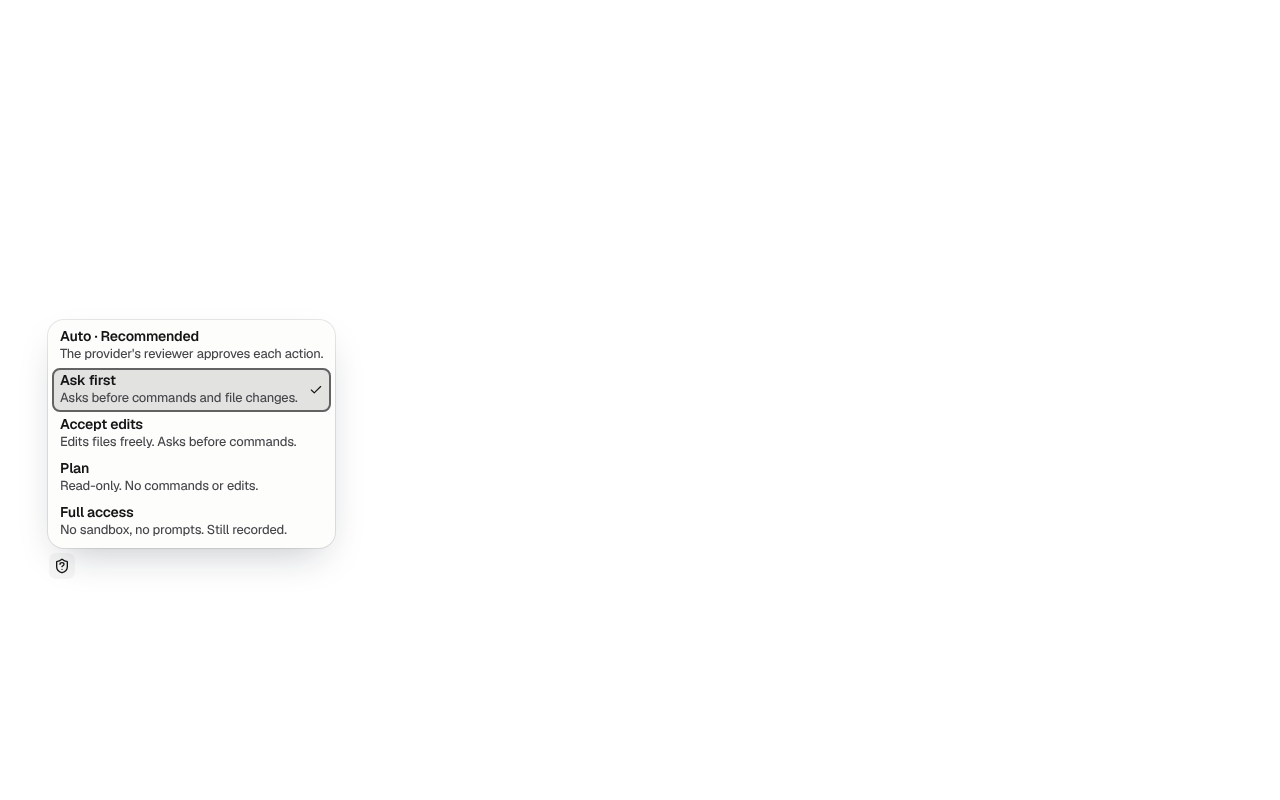 Auto · Recommended
The provider's reviewer approves each action.
Ask first
Asks before commands and file changes.
Accept edits
Edits files freely. Asks before commands.
Plan
Read-only. No commands or edits.
Full access
No sandbox, no prompts. Still recorded.